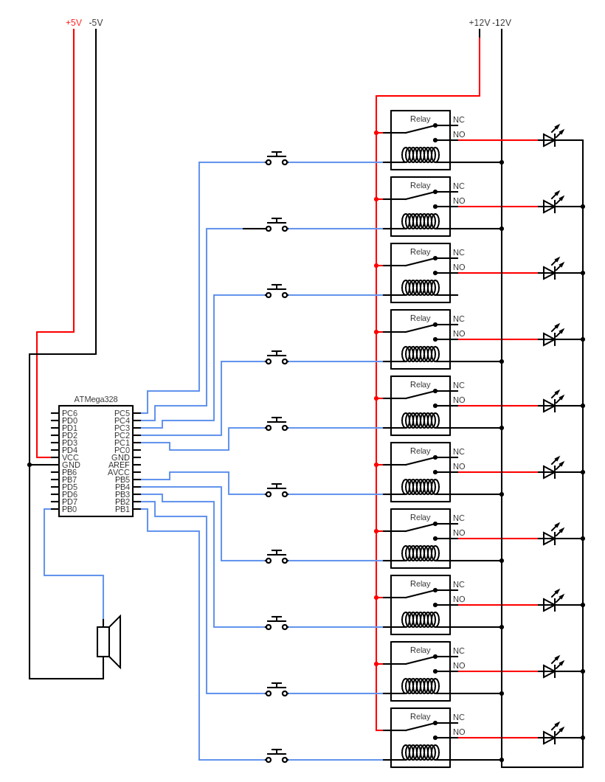 +5V -5V
+12V -12V
Relay NC
NO
Relay NC
NO
Relay NC
NO
Relay NC
NO
Relay NC
NO
Relay NC
NO
Relay NC
NO
Relay NC
NO
Relay NC
NO
Relay NC
NO
ATMega328
PC6 PC5
PD0 PC4
PD1 PC3
PD2 PC2
PD3 PC1
PD4 PC0
VCC GND
GND AREF
PB6 AVCC
PB7 PB5
PD5 PB4
PD6 PB3
PD7 PB2
PB0 PB1